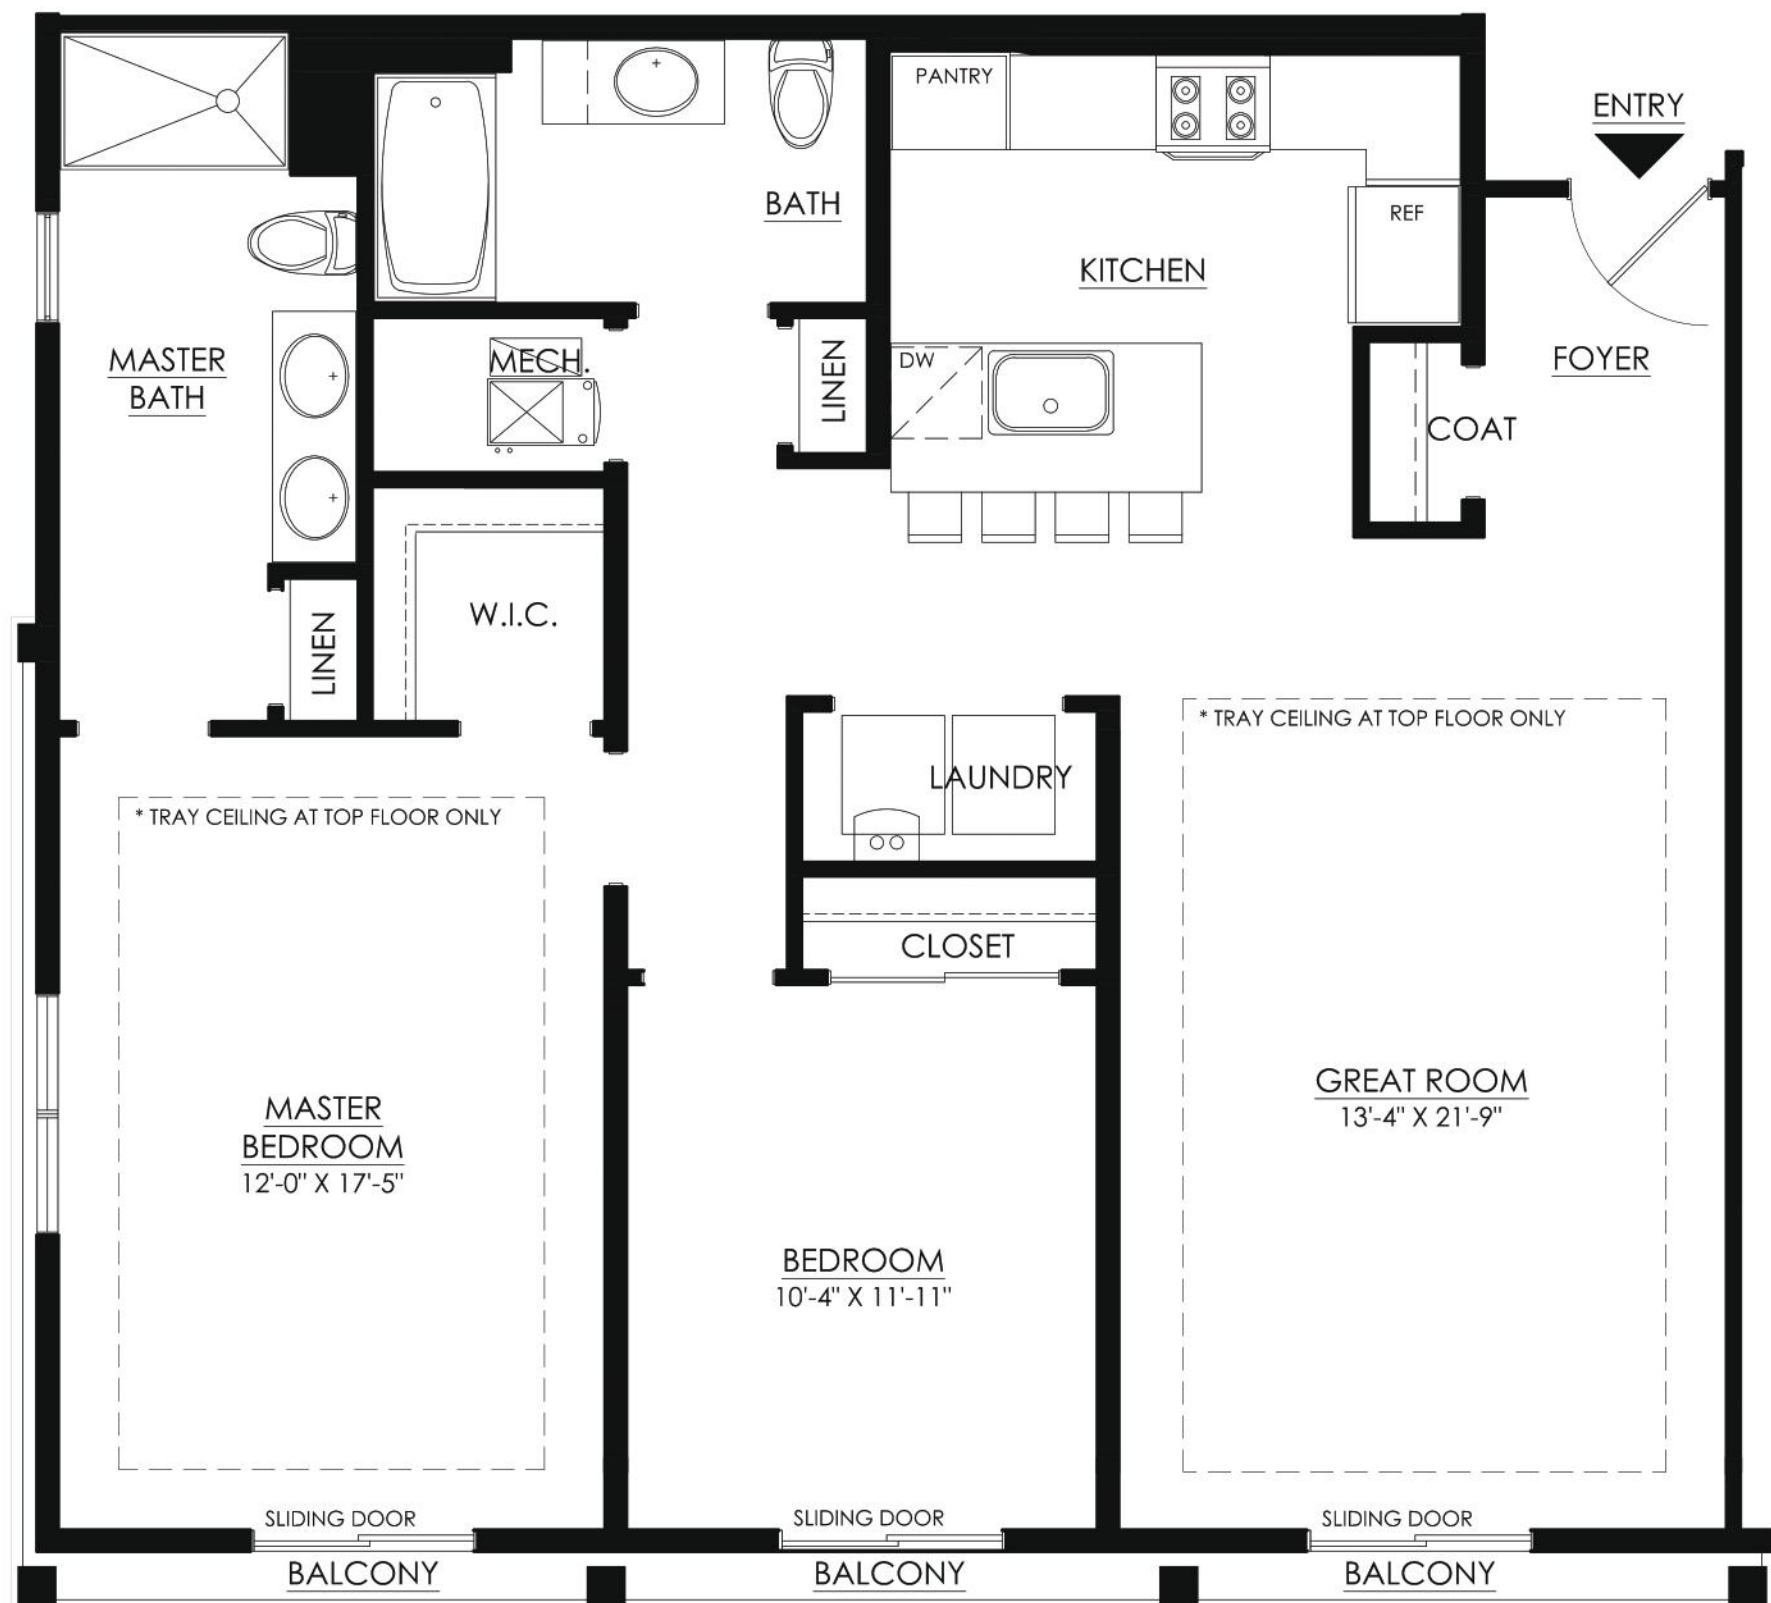 PANTRY
ENTRY
BATH
REF
KITCHEN
MASTER
BATH
MECH.
LINEN
DW
FOYER
COAT
W.I.C.
LINEN
* TRAY CEILING AT TOP FLOOR ONLY
LAUNDRY
* TRAY CEILING AT TOP FLOOR ONLY
CLOSET
GREAT ROOM
13'-4" X 21'-9"
MASTER
BEDROOM
12'-0" X 17'-5"
BEDROOM
10'-4" X 11'-11"
SLIDING DOOR
SLIDING DOOR
SLIDING DOOR
BALCONY
BALCONY
BALCONY